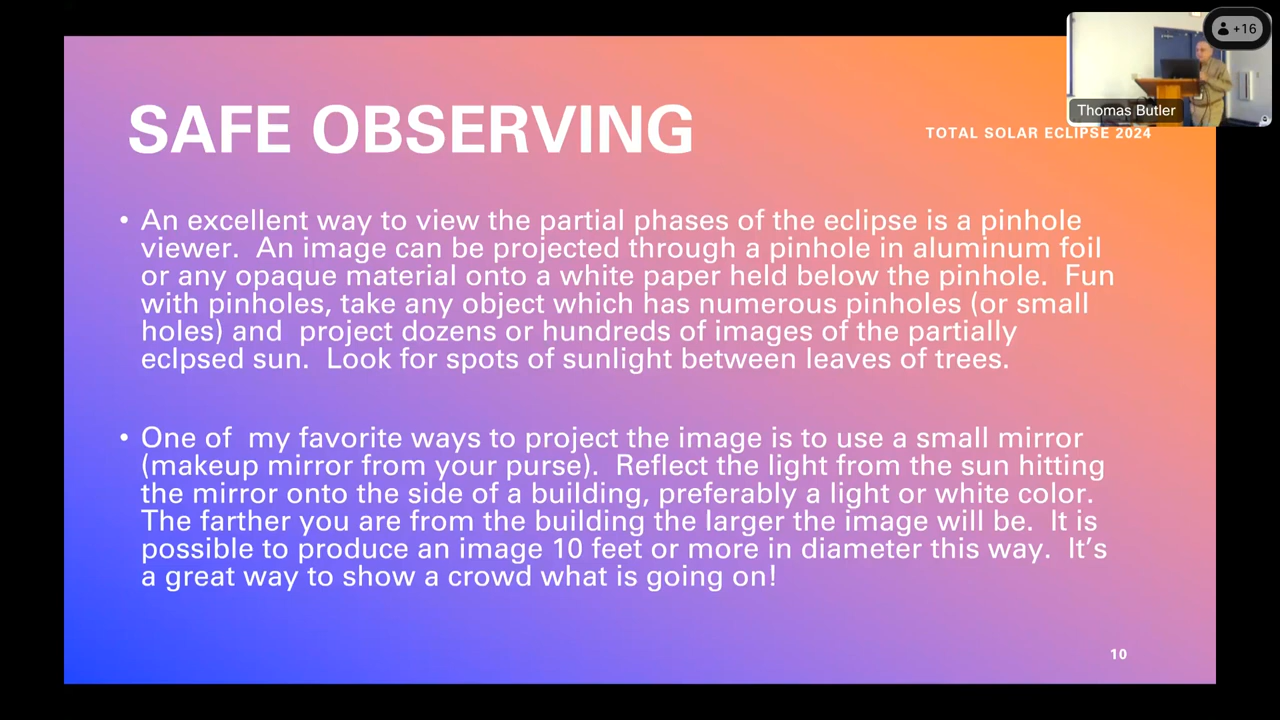 +16
Thomas Butler
SAFE OBSERVING
TOTAL SOLAR ECLIPSE 2024
• An excellent way to view the partial phases of the eclipse is a pinhole
viewer.  An image can be projected through a pinhole in aluminum foil
or any opaque material onto a white paper held below the pinhole.  Fun
with pinholes, take any object which has numerous pinholes (or small
holes) and  project dozens or hundreds of images of the partially
eclpsed sun.  Look for spots of sunlight between leaves of trees.
• One of  my favorite ways to project the image is to use a small mirror
(makeup mirror from your purse).  Reflect the light from the sun hitting
the mirror onto the side of a building, preferably a light or white color.
The farther you are from the building the larger the image will be.  It is
possible to produce an image 10 feet or more in diameter this way.  It’s
a great way to show a crowd what is going on!
10